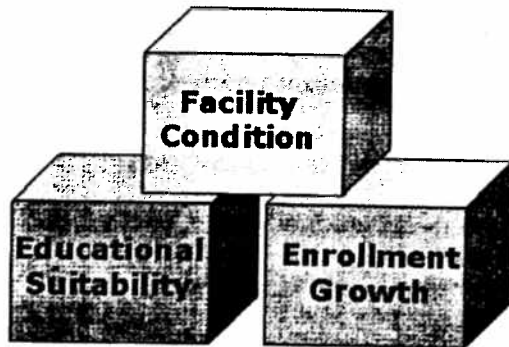 Facility
Condition
Educational
Suitability
Enrollment
Growth